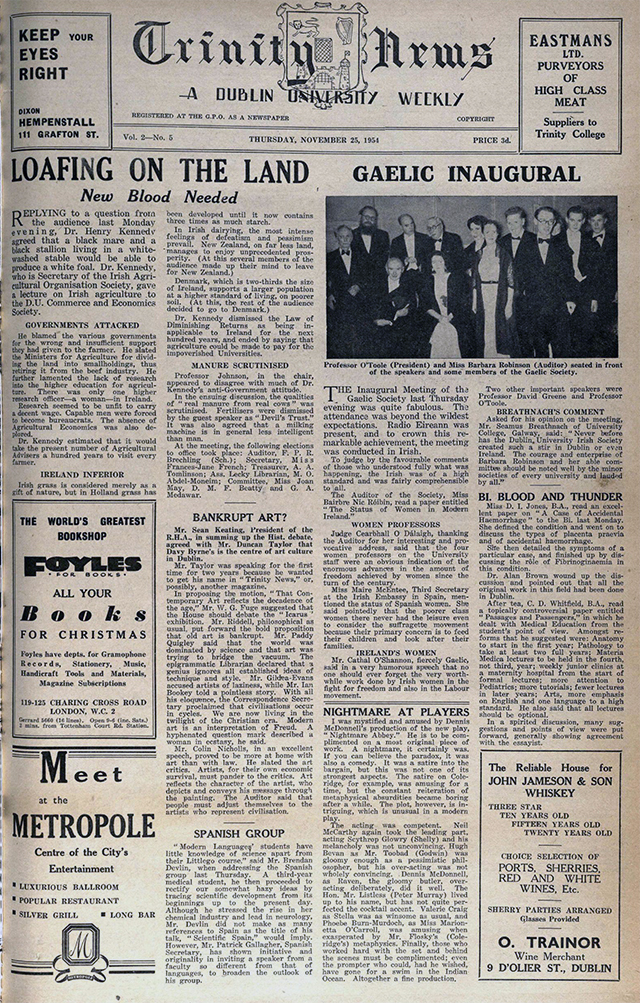 KEEP YOUR
EYES
RIGHT
DIXON
HEMPENSTALL
111 GRAFTON ST.
Trinity News
A DUBLIN UNIVERSITY WEEKLY
REGISTERED AT THE G.P.O. AS A NEWSPAPER
COPYRIGHT
Vol. 2—No. 5
THURSDAY, NOVEMBER 25, 1954
PRICE 3d.
EASTMANS
LTD.
PURVEYORS
OF
HIGH CLASS
MEAT
Suppliers to
Trinity College
LOAFING ON THE LAND
New Blood Needed
REPLYING to a question from
the audience last Monday
evening, Dr. Henry Kennedy
agreed that a black mare and a
black stallion living in a white-
washed stable would be able to
produce a white foal. Dr. Kennedy,
who is Secretary of the Irish Agri-
cultural Organisation Society, gave
a lecture on Irish agriculture to
the D.U. Commerce and Economics
Society.
GOVERNMENTS ATTACKED
He blamed the various governments
for the wrong and insufficient support
they had given to the farmer. He slated
the Ministers for Agriculture for divid-
ing the land into smallholdings, thus
retiring it from the beef industry. He
further lamented the lack of research
into the higher education for agricul-
ture. There was only one higher
research officer—a woman—in Ireland.
Research seemed to be unfit to carry
a decent wage. Capable men were forced
to become bureaucrats. The absence of
Agricultural Economics was also de-
plored.
Dr. Kennedy estimated that it would
take the present number of Agricultural
Advisers a hundred years to visit every
farmer.
IRELAND INFERIOR
Irish grass is considered merely as a
gift of nature, but in Holland grass has
been developed until it now contains
three times as much starch.
In Irish dairying, the most intense
feelings of defeatism and pessimism
prevail. New Zealand, on far less land,
manages to enjoy unprecedented pros-
perity. (At this several members of the
audience made up their mind to leave
for New Zealand.)
Denmark, which is two-thirds the size
of Ireland, supports a larger population
at a higher standard of living, on poorer
soil. (At this, the rest of the audience
decided to go to Denmark.)
Dr. Kennedy dismissed the Law of
Diminishing Returns as being in-
applicable to Ireland for the next
hundred years, and ended by saying that
agriculture could be made to pay for the
impoverished Universities.
MANURE SCRUTINISED
Professor Johnson, in the chair,
appeared to disagree with much of Dr.
Kennedy's anti-Government attitude.
In the ensuing discussion, the qualities
of "real manure from real cows" was
scrutinised. Fertilisers were dismissed
by the guest speaker as "Devil's Trust."
It was also agreed that a milking
machine is in general less intelligent
than man.
At the meeting, the following elections
to office took place: Auditor, F. P. R.
Brechling (Sch.); Secretary, Miss
Frances-Jane French; Treasurer, A. A.
Tomlinson; Ass. Lecky Librarian, M. O.
Adel-Moneim; Committee, Miss Joan
May, D. M. F. Beatty and G. A.
Medawar.
BANKRUPT ART?
Mr. Sean Keating, President of the
R.H.A., in summing up the Hist. debate,
agreed with Mr. Duncan Taylor that
Davy Byrne's is the centre of art culture
in Dublin.
Mr. Taylor was speaking for the first
time for two years because he wanted
to get his name in "Trinity News," or,
possibly, another magazine.
In proposing the motion, "That Con-
temporary Art reflects the decadence of
the age," Mr. W. G. Fuge suggested that
the House should debate the "Icarus"
exhibition. Mr. Riddell, philosophical as
usual, put forward the bold proposition
that old art is bankrupt. Mr. Paddy
Quigley said that the world was
dominated by science and that art was
trying to bridge the vacuum. The
epigrammatic Librarian declared that a
genius ignores all established ideas of
technique and style. Mr. Gildea-Evans
accused artists of laziness, while Mr. Ian
Bookey told a pointless story. With all
his eloquence, the Correspondence Secre-
tary proclaimed that civilisations occur
in cycles. We are now living in the
twilight of the Christian era. Modern
art is an interpretation of Freud. A
hyphenated question mark described a
woman in ecstasy, he said.
Mr. Colin Nicholls, in an excellent
speech, proved to be more at home with
art than with law. He slated the art
critics. Artists, for their own economic
survival, must pander to the critics. Art
reflects the character of the artist, who
depicts and conveys his message through
the painting. The Auditor said that
people must adjust themselves to the
artists who represent civilisation.
SPANISH GROUP
"Modern Languages students have
little knowledge of science apart from
their Littlego course," said Mr. Brendan
Devlin, when addressing the Spanish
group last Thursday. A third-year
medical student, he then proceeded to
rectify our somewhat hazy ideas by
tracing scientific development from its
beginnings up to the present day.
Although he stressed the rise in her
chemical industry and lead in neurology,
Mr. Devlin did not make as many
references to Spain as the title of his
talk, "Scientific Spain," would imply.
However, Mr. Patrick Gallagher, Spanish
Secretary, has shown initiative and
originality in inviting a speaker from a
faculty so different from that of
languages, to broaden the outlook of
his group.
THE WORLD'S GREATEST
BOOKSHOP
FOYLES
FOR BOOKS
ALL YOUR
Books
FOR CHRISTMAS
Foyles have depts. for Gramophone
Records, Stationery, Music,
Handicraft Tools and Materials,
Magazine Subscriptions
119-125 CHARING CROSS ROAD
LONDON, W.C. 2
Gerrard 5660 (16 lines). Open 9-6 (inc. Sats.)
2 mins. from Tottenham Court Rd. Station.
Meet
at the
METROPOLE
Centre of the City's
Entertainment
LUXURIOUS BALLROOM
POPULAR RESTAURANT
SILVER GRILL
LONG BAR
M
GAELIC INAUGURAL
Professor O'Toole (President) and Miss Barbara Robinson (Auditor) seated in front
of the speakers and some members of the Gaelic Society.
THE Inaugural Meeting of the
Gaelic Society last Thursday
evening was quite fabulous. The
attendance was beyond the wildest
expectations. Radio Eireann was
present, and to crown this re-
markable achievement, the meeting
was conducted in Irish.
To judge by the favourable comments
of those who understood fully what was
happening, the Irish was of a high
standard and was fairly comprehensible
to all.
The Auditor of the Society, Miss
Bairbre Nic Róibín, read a paper entitled
"The Status of Women in Modern
Ireland."
WOMEN PROFESSORS
Judge Cearbhall O Dálaigh, thanking
the Auditor for her interesting and pro-
vocative address, said that the four
women professors on the University
staff were an obvious indication of the
enormous advances in the amount of
freedom achieved by women since the
turn of the century.
Miss Maire McEntee, Third Secretary
at the Irish Embassy in Spain, men-
tioned the status of Spanish women. She
said pointedly that the poorer class
women there never had the leisure even
to consider the suffragette movement
because their primary concern is to feed
their children and look after their
families.
IRELAND'S WOMEN
Mr. Cathal O'Shannon, fiercely Gaelic,
said in a very humorous speech that no
one should ever forget the very worth-
while work done by Irish women in the
fight for freedom and also in the Labour
movement.
NIGHTMARE AT PLAYERS
I was mystified and amused by Dennis
McDonnell's production of the new play,
"Nightmare Abbey." He is to be com-
plimented on a most original piece of
work. A nightmare, it certainly was.
If you can believe the paradox, it was
also a comedy. It was a satire into the
bargain, and this was one of its
strongest aspects. The satire on Cole-
ridge, for example, was amusing for a
time, but the constant reiteration of
metaphysical absurdities became boring
after a while. The plot, however, is in-
triguing, which is unusual in a modern
play.
The acting was competent. Neil
McCarthy again took the leading part,
acting Scythrop Glowry (Shelly) and his
melancholy was not unconvincing. Hugh
Bevan as Mr. Toobad (Godwin) was
gloomy enough as a pessimistic phil-
osopher, but his over-acting was not
wholely convincing. Dennis McDonnell,
as Raven, the gloomy butler, over-
acting deliberately, did it well. The
Hon. Mr. Listless (Peter Murray) lived
up to his name, but has not quite per-
fected the cocktail accent. Valerie Craig
as Stella was as winsome as usual, and
Phoebe Burn-Murdoch, as Miss Marion-
etta O'Carroll, was amusing when
exasperated by Mr. Flosky's (Cole-
ridge's) metaphysics. Finally, those who
worked hard with the set and behind
the scenes must be complimented; even
the prompter who could, had he wished,
have gone for a swim in the Indian
Ocean. Altogether a fine production.
Two other important speakers were
Professor David Greene and Professor
O'Toole.
BREATHNACH'S COMMENT
Asked for his opinion on the meeting,
Mr. Seamus Breathnach of University
College, Galway, said: "Never before
has the Dublin University Irish Society
created such a stir in Dublin or even
Ireland. The courage and enterprise of
Barbara Robinson and her able com-
mittee should be noted well by the minor
societies of every university and lauded
by all."
BI. BLOOD AND THUNDER
Miss D. I. Jones, B.A., read an excel-
lent paper on "A Case of Accidental
Haemorrhage" to the Bi. last Monday.
She defined the condition and went on to
discuss the types of placenta praevia
and of accidental haemorrhage.
She then detailed the symptoms of a
particular case, and finished up by dis-
cussing the role of Fibrinogenaemia in
this condition.
Dr. Alan Brown wound up the dis-
cussion and pointed out that all the
original work in this field had been done
in Dublin.
After tea, C. D. Whitfield, B.A., read
a topically controversial paper entitled
"Passages and Passengers," in which he
dealt with Medical Education from the
student's point of view. Amongst re-
forms that he suggested were: Anatomy
to start in the first year; Pathology to
take at least two full years; Materia
Medica lectures to be held in the fourth,
not third year; weekly junior clinics at
a maternity hospital from the start of
formal lectures; more attention to
Pediatrics; more tutorials; fewer lectures
in later years; Arts, more emphasis
on English and one language to a high
standard. He also said that all lectures
should be optional.
In a spirited discussion, many sug-
gestions and points of view were put
forward, generally showing agreement
with the essayist.
The Reliable House for
JOHN JAMESON & SON
WHISKEY
THREE STAR
TEN YEARS OLD
FIFTEEN YEARS OLD
TWENTY YEARS OLD
CHOICE SELECTION OF
PORTS, SHERRIES,
RED AND WHITE
WINES, Etc.
SHERRY PARTIES ARRANGED
Glasses Provided
O. TRAINOR
Wine Merchant
9 D'OLIER ST., DUBLIN